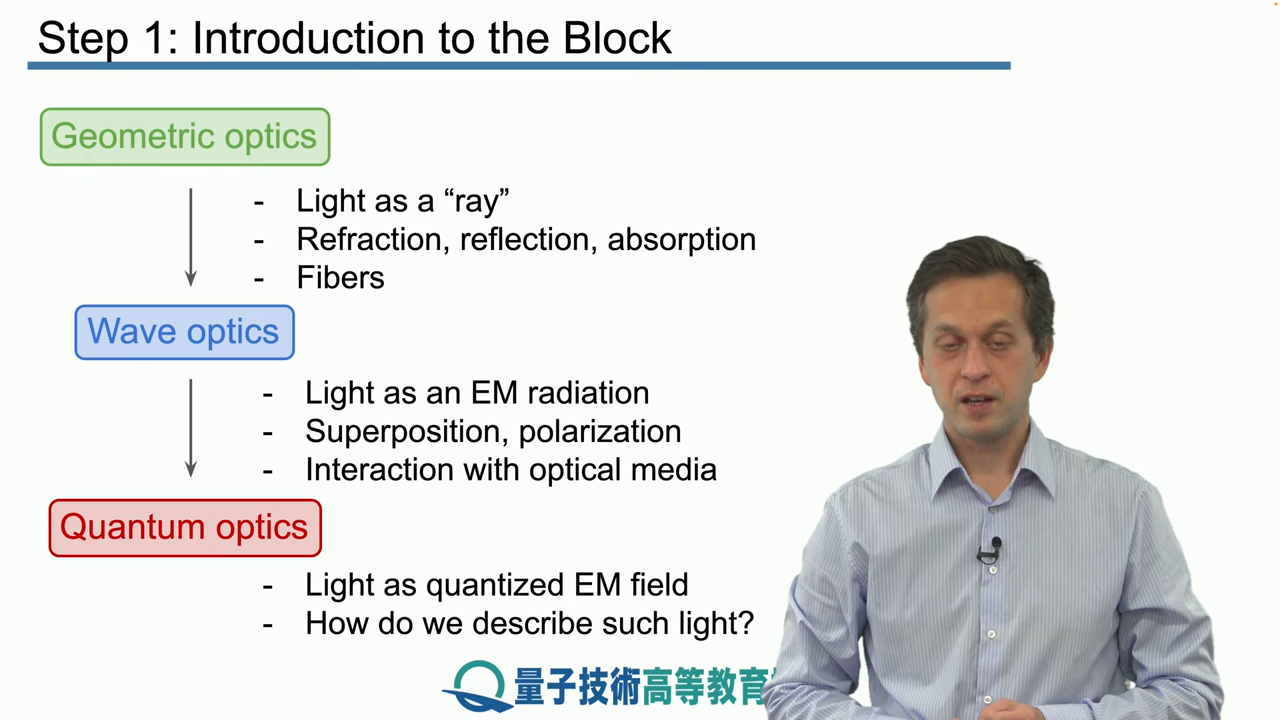 Step 1: Introduction to the Block
Geometric optics
- Light as a “ray”
- Refraction, reflection, absorption
- Fibers
Wave optics
- Light as an EM radiation
- Superposition, polarization
- Interaction with optical media
Quantum optics
- Light as quantized EM field
- How do we describe such light?
量子技術高等教育